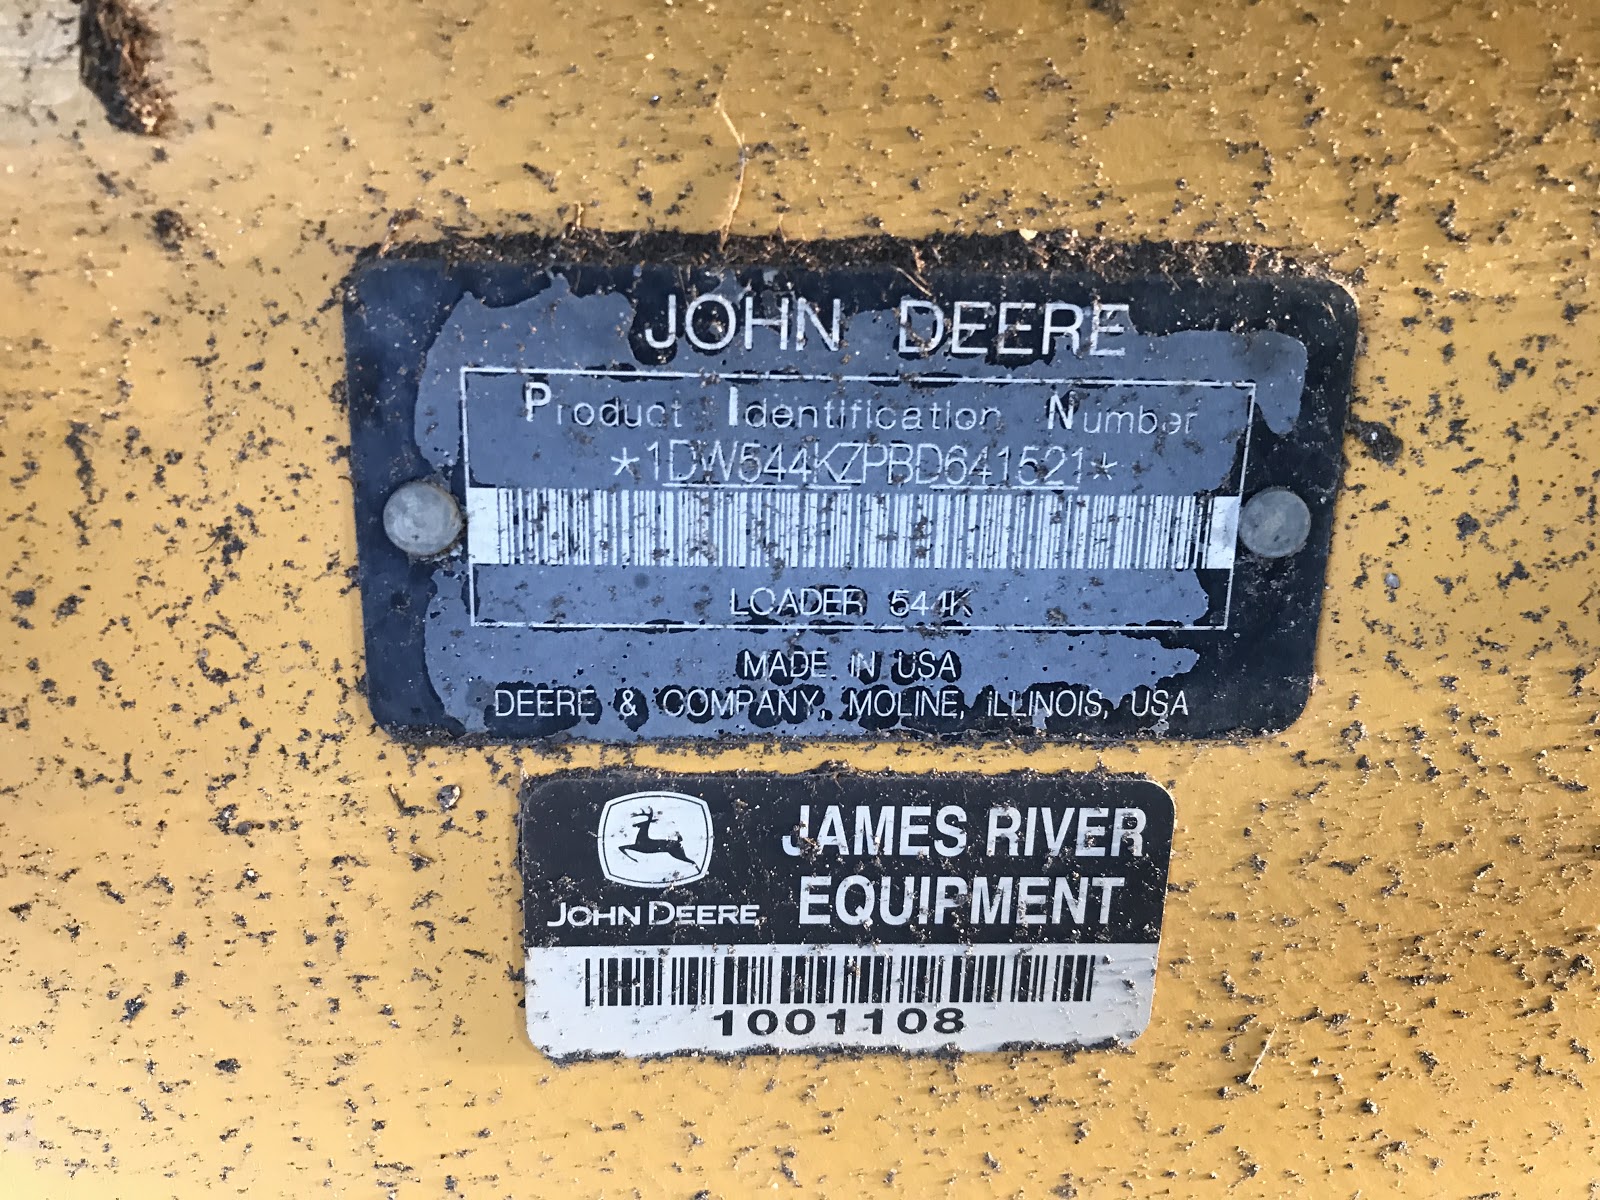 JOHN DEERE
Product Identification Number
*1DW544KZPBD641521*
LOADER 544K
MADE IN USA
DEERE & COMPANY, MOLINE, ILLINOIS, USA
JAMES RIVER
EQUIPMENT
JOHN DEERE
1001108